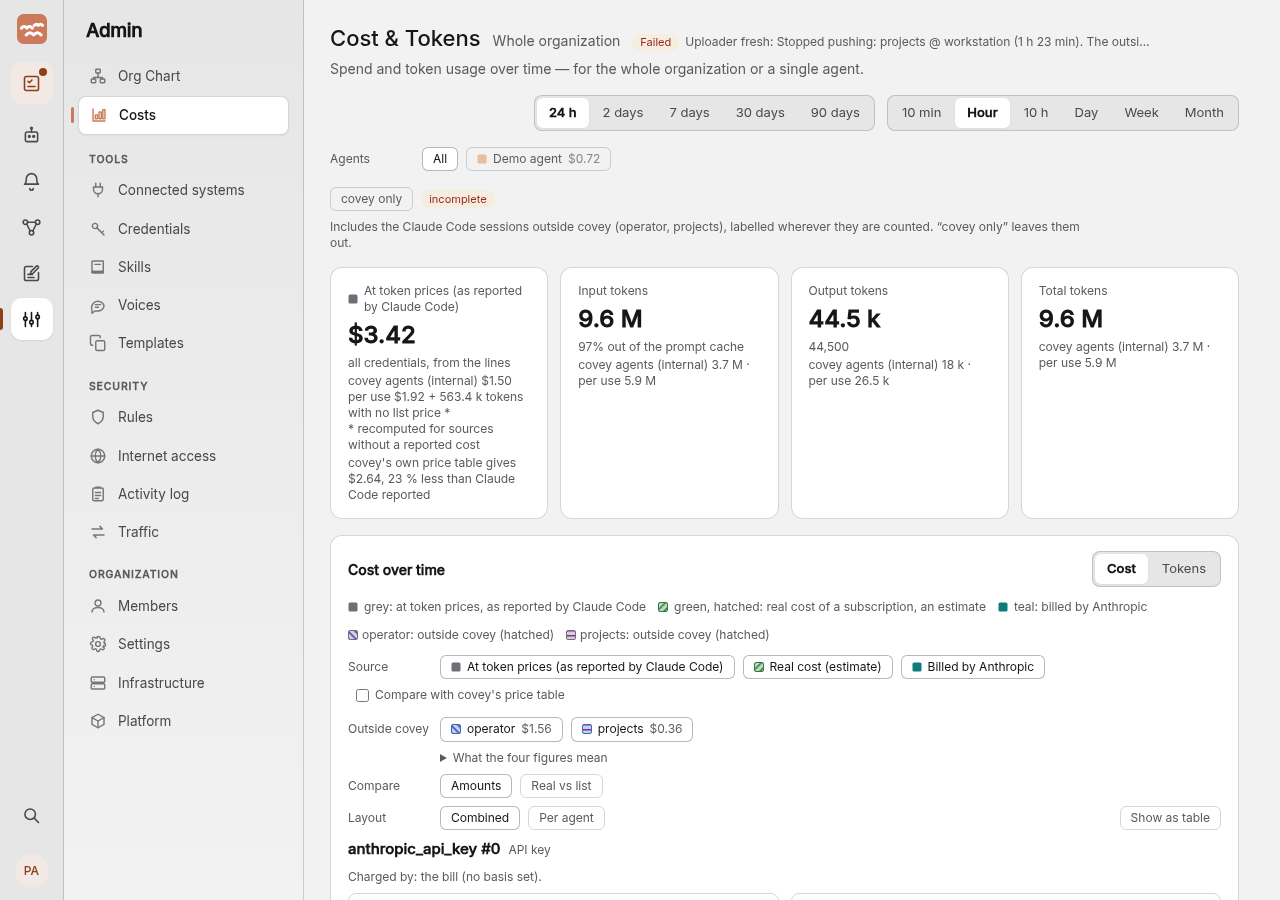 Admin
Org Chart
Costs
TOOLS
Connected systems
Credentials
Skills
Voices
Templates
SECURITY
Rules
Internet access
Activity log
Traffic
ORGANIZATION
Members
Settings
Infrastructure
Platform
PA
Cost & Tokens Whole organization Failed Uploader fresh: Stopped pushing: projects @ workstation (1 h 23 min). The outsi…
Spend and token usage over time — for the whole organization or a single agent.
24 h 2 days 7 days 30 days 90 days 10 min Hour 10 h Day Week Month
Agents All Demo agent $0.72
covey only incomplete
Includes the Claude Code sessions outside covey (operator, projects), labelled wherever they are counted. “covey only” leaves them
out.
At token prices (as reported
by Claude Code)
$3.42
all credentials, from the lines
covey agents (internal) $1.50
per use $1.92 + 563.4 k tokens
with no list price *
* recomputed for sources
without a reported cost
covey's own price table gives
$2.64, 23 % less than Claude
Code reported
Input tokens
9.6 M
97% out of the prompt cache
covey agents (internal) 3.7 M ·
per use 5.9 M
Output tokens
44.5 k
44,500
covey agents (internal) 18 k ·
per use 26.5 k
Total tokens
9.6 M
covey agents (internal) 3.7 M ·
per use 5.9 M
Cost over time Cost Tokens
grey: at token prices, as reported by Claude Code green, hatched: real cost of a subscription, an estimate teal: billed by Anthropic
operator: outside covey (hatched) projects: outside covey (hatched)
Source At token prices (as reported by Claude Code) Real cost (estimate) Billed by Anthropic
Compare with covey's price table
Outside covey operator $1.56 projects $0.36
What the four figures mean
Compare Amounts Real vs list
Layout Combined Per agent Show as table
anthropic_api_key #0 API key
Charged by: the bill (no basis set).